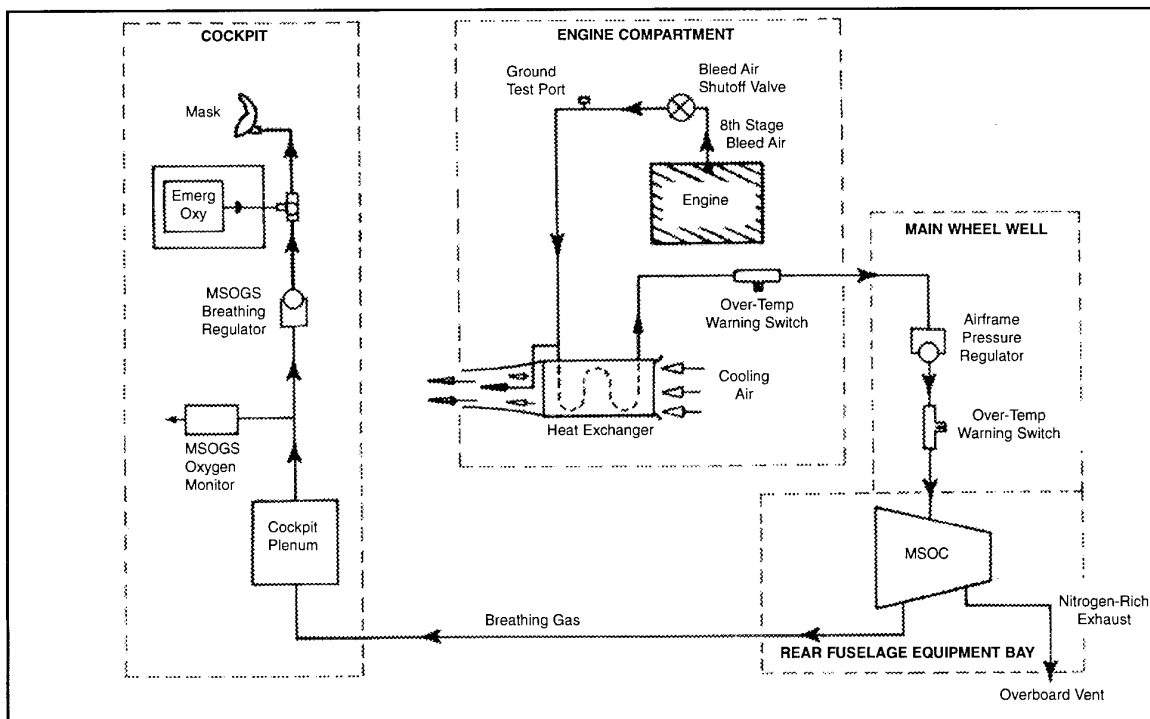 COCKPIT
Mask
Emerg
Oxy
MSOGS
Breathing
Regulator
MSOGS
Oxygen
Monitor
Cockpit
Plenum
ENGINE COMPARTMENT
Ground
Test Port
Bleed Air
Shutoff Valve
8th Stage
Bleed Air
Engine
Over-Temp
Warning Switch
Cooling
Air
Heat Exchanger
MAIN WHEEL WELL
Airframe
Pressure
Regulator
Over-Temp
Warning Switch
MSOC
Nitrogen-Rich
Exhaust
Breathing Gas
REAR FUSELAGE EQUIPMENT BAY
Overboard Vent